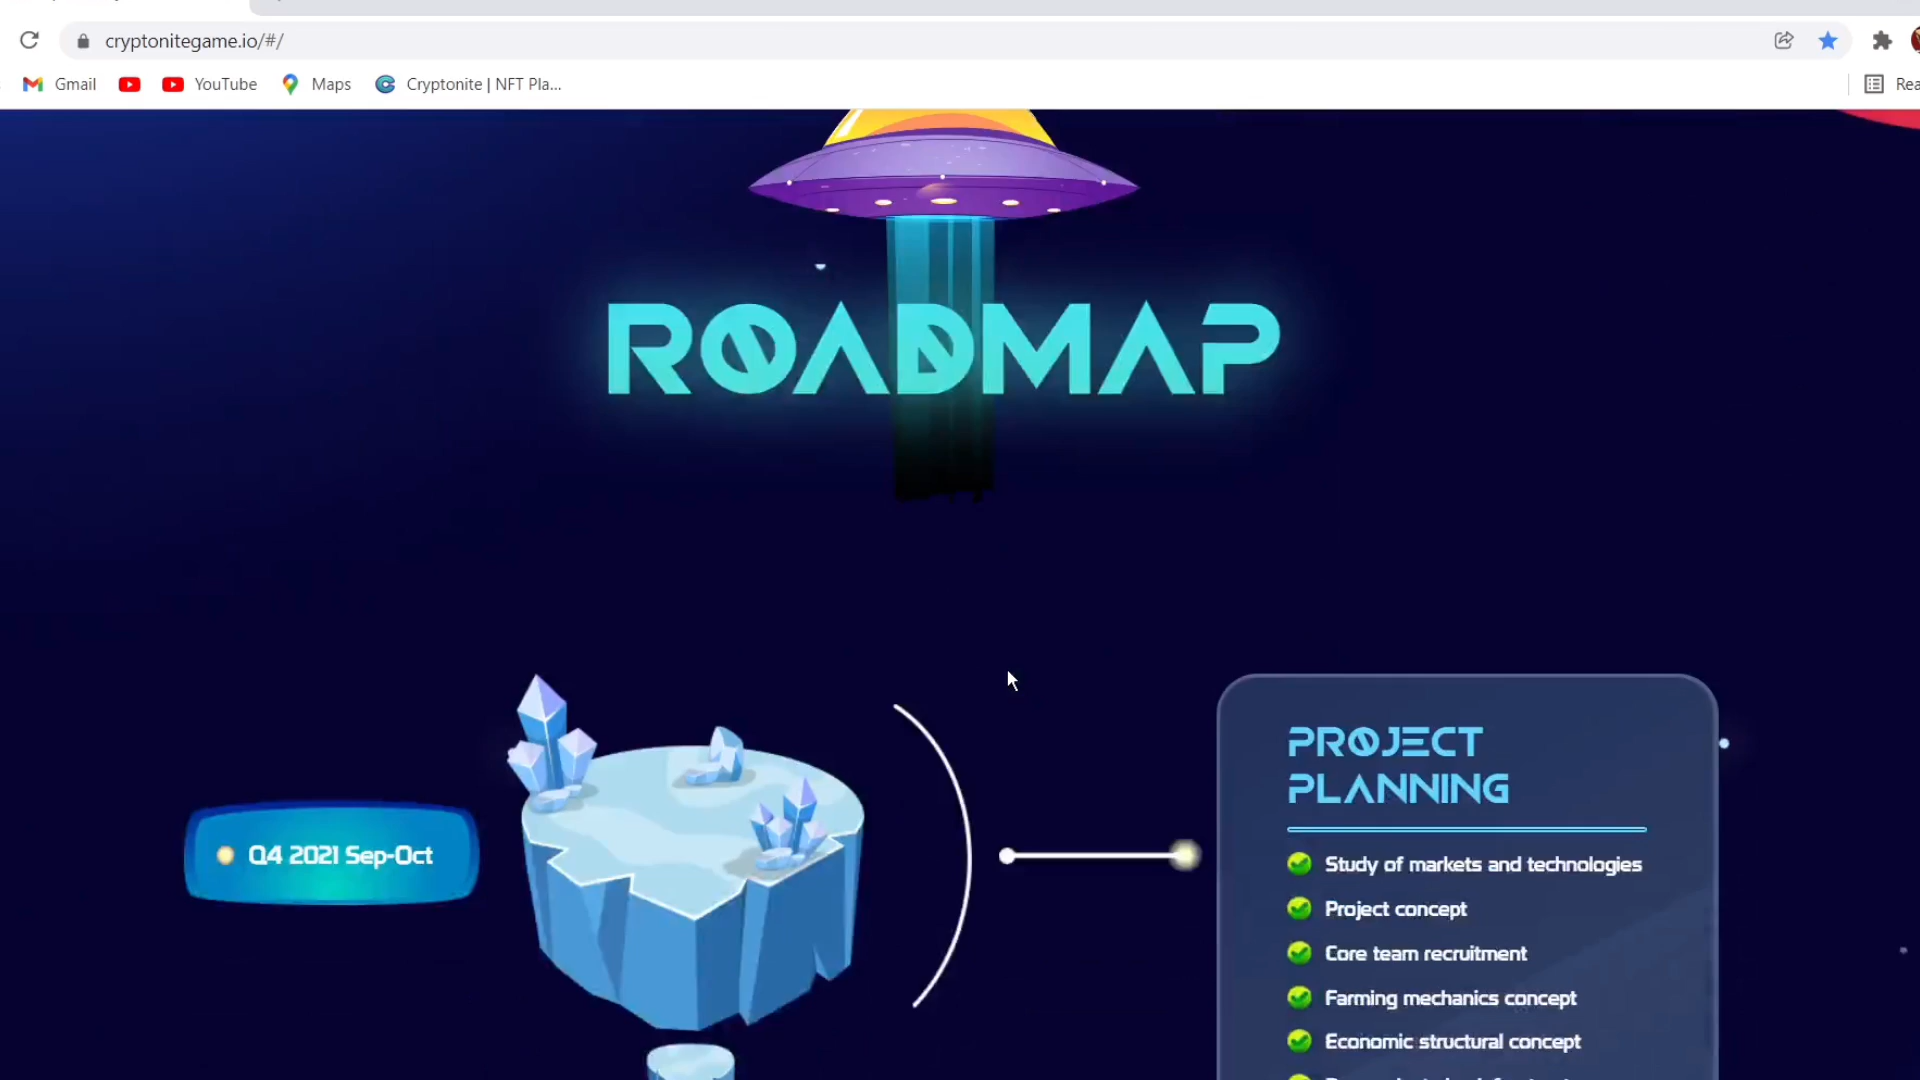 cryptonitegame.io/#/
Gmail
YouTube
Maps
Cryptonite | NFT Pla...
Rea
ROADMAP
Q4 2021 Sep-Oct
PROJECT
PLANNING
Study of markets and technologies
Project concept
Core team recruitment
Farming mechanics concept
Economic structural concept